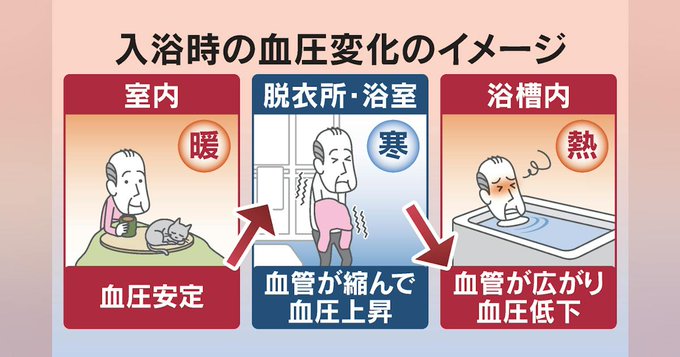 入浴時の血圧変化のイメージ
室内
暖
血圧安定
脱衣所・浴室
寒
血管が縮んで
血圧上昇
浴槽内
熱
血管が広がり
血圧低下